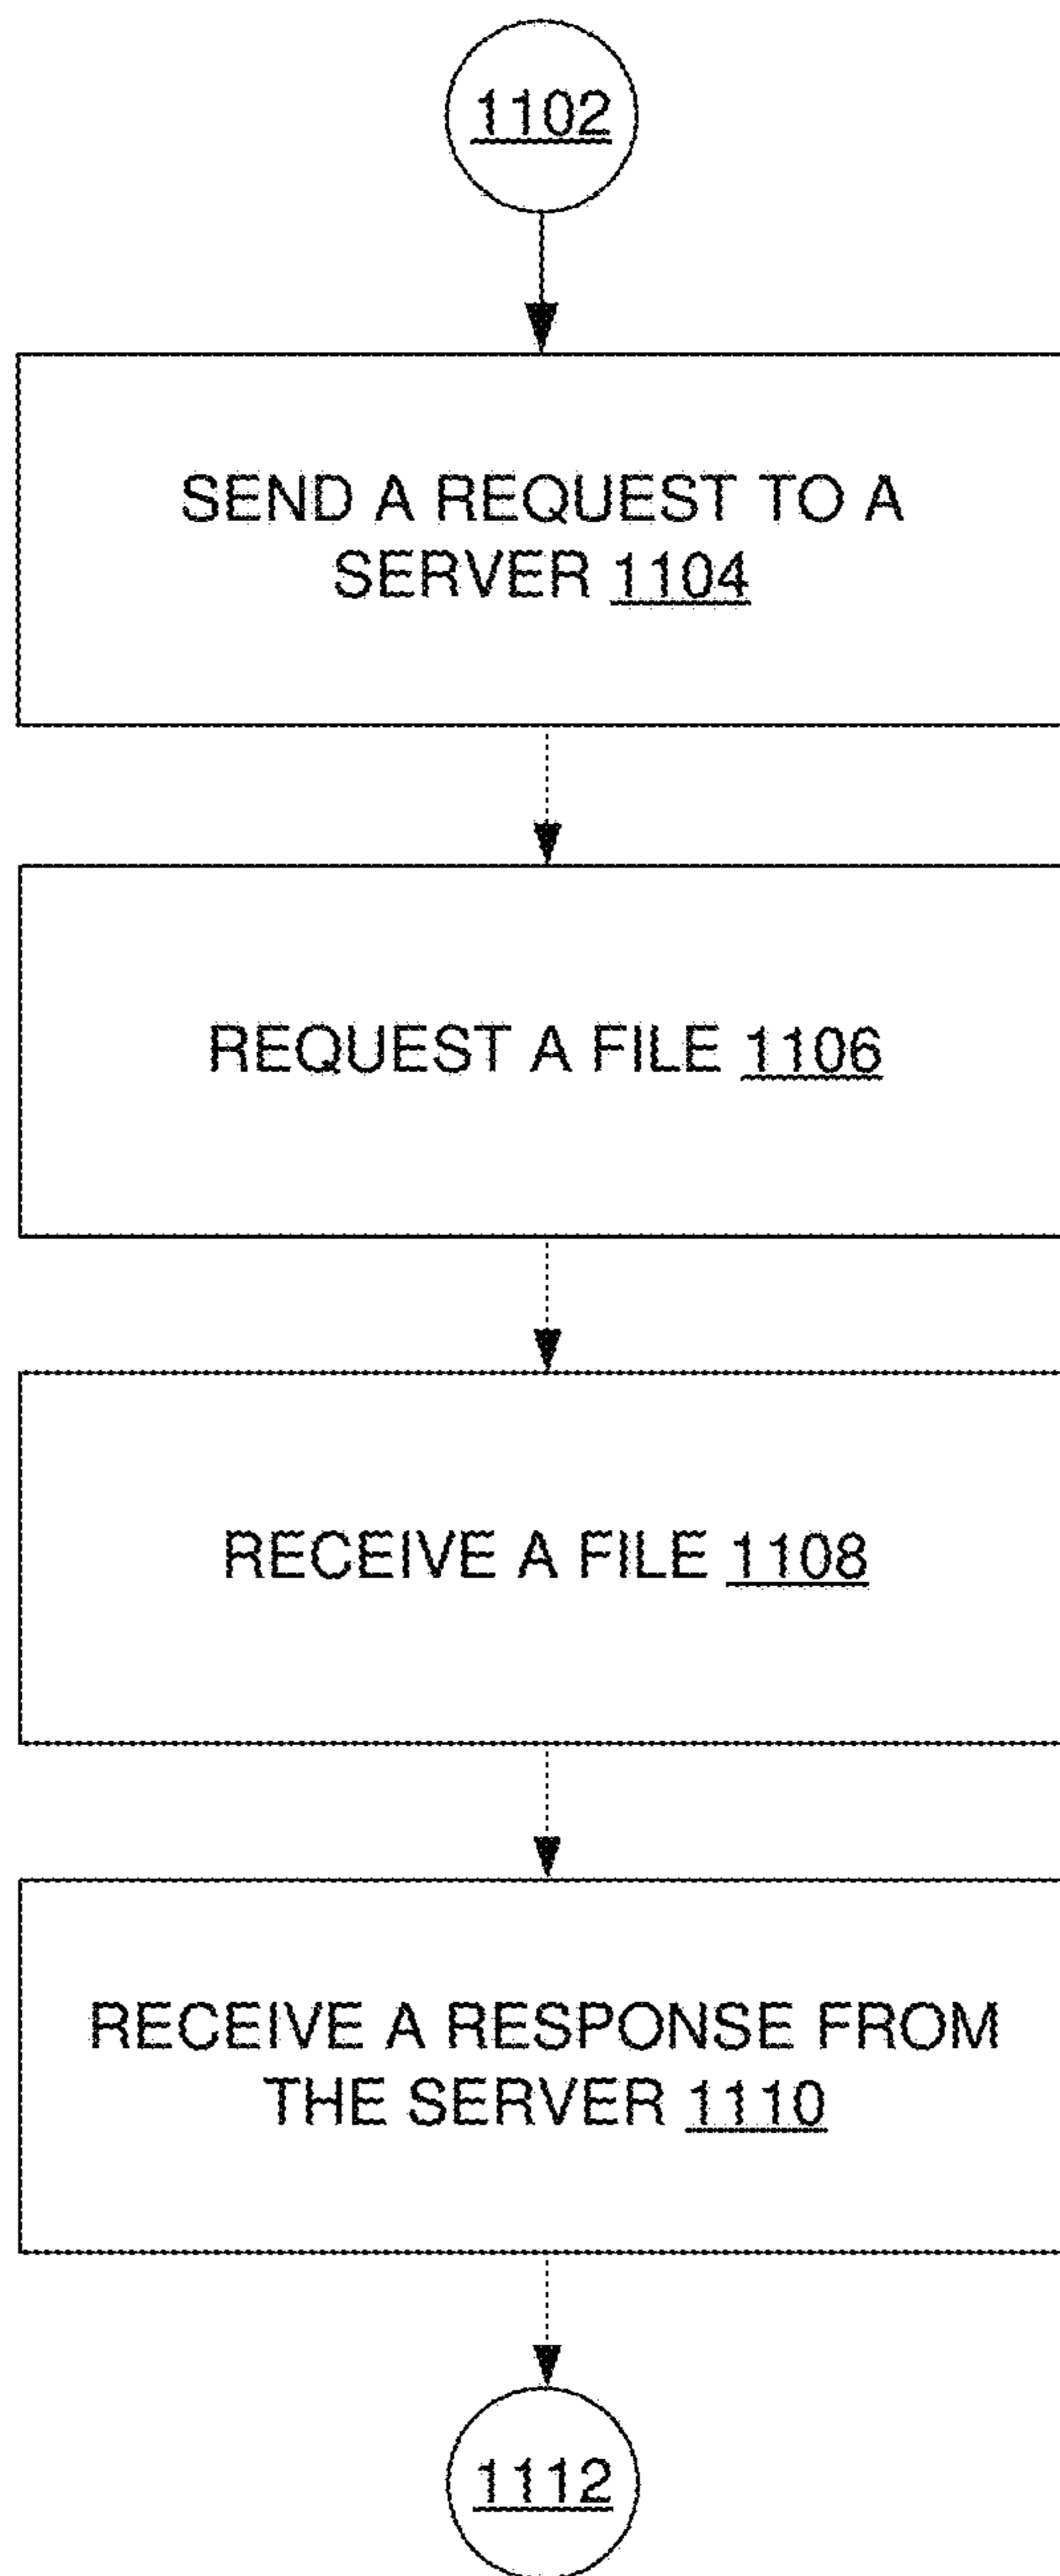 1102
SEND A REQUEST TO A
SERVER 1104
REQUEST A FILE 1106
RECEIVE A FILE 1108
RECEIVE A RESPONSE FROM
THE SERVER 1110
1112